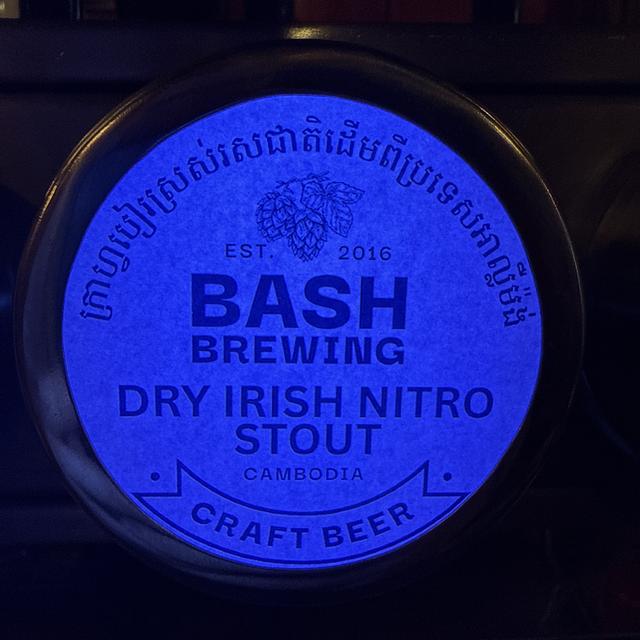 ក្រាហ្វបៀរស្រស់រសជាតិដើមពីប្រទេសអាល្លឺម៉ង់
EST. 2016
BASH
BREWING
DRY IRISH NITRO
STOUT
CAMBODIA
CRAFT BEER